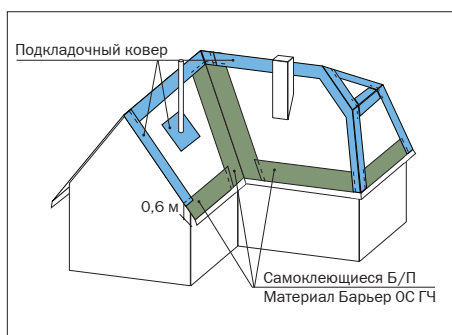 Подкладочный ковер
0,6 м
Самоклеющиеся Б/П
Материал Барьер ОС ГЧ